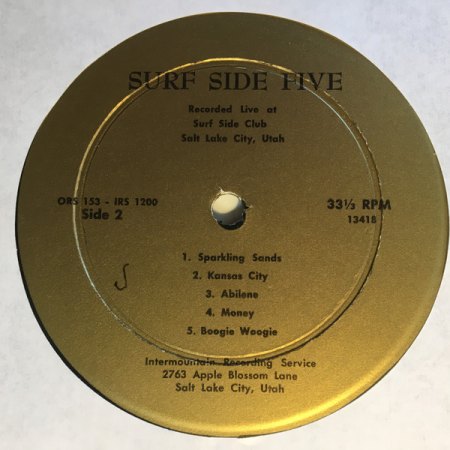 SURF SIDE FIVE
Recorded Live at
Surf Side Club
Salt Lake City, Utah
ORS 153 - IRS 1200
Side 2
33⅓ RPM
13418
1. Sparkling Sands
2. Kansas City
3. Abilene
4. Money
5. Boogie Woogie
Intermountain Recording Service
2763 Apple Blossom Lane
Salt Lake City, Utah